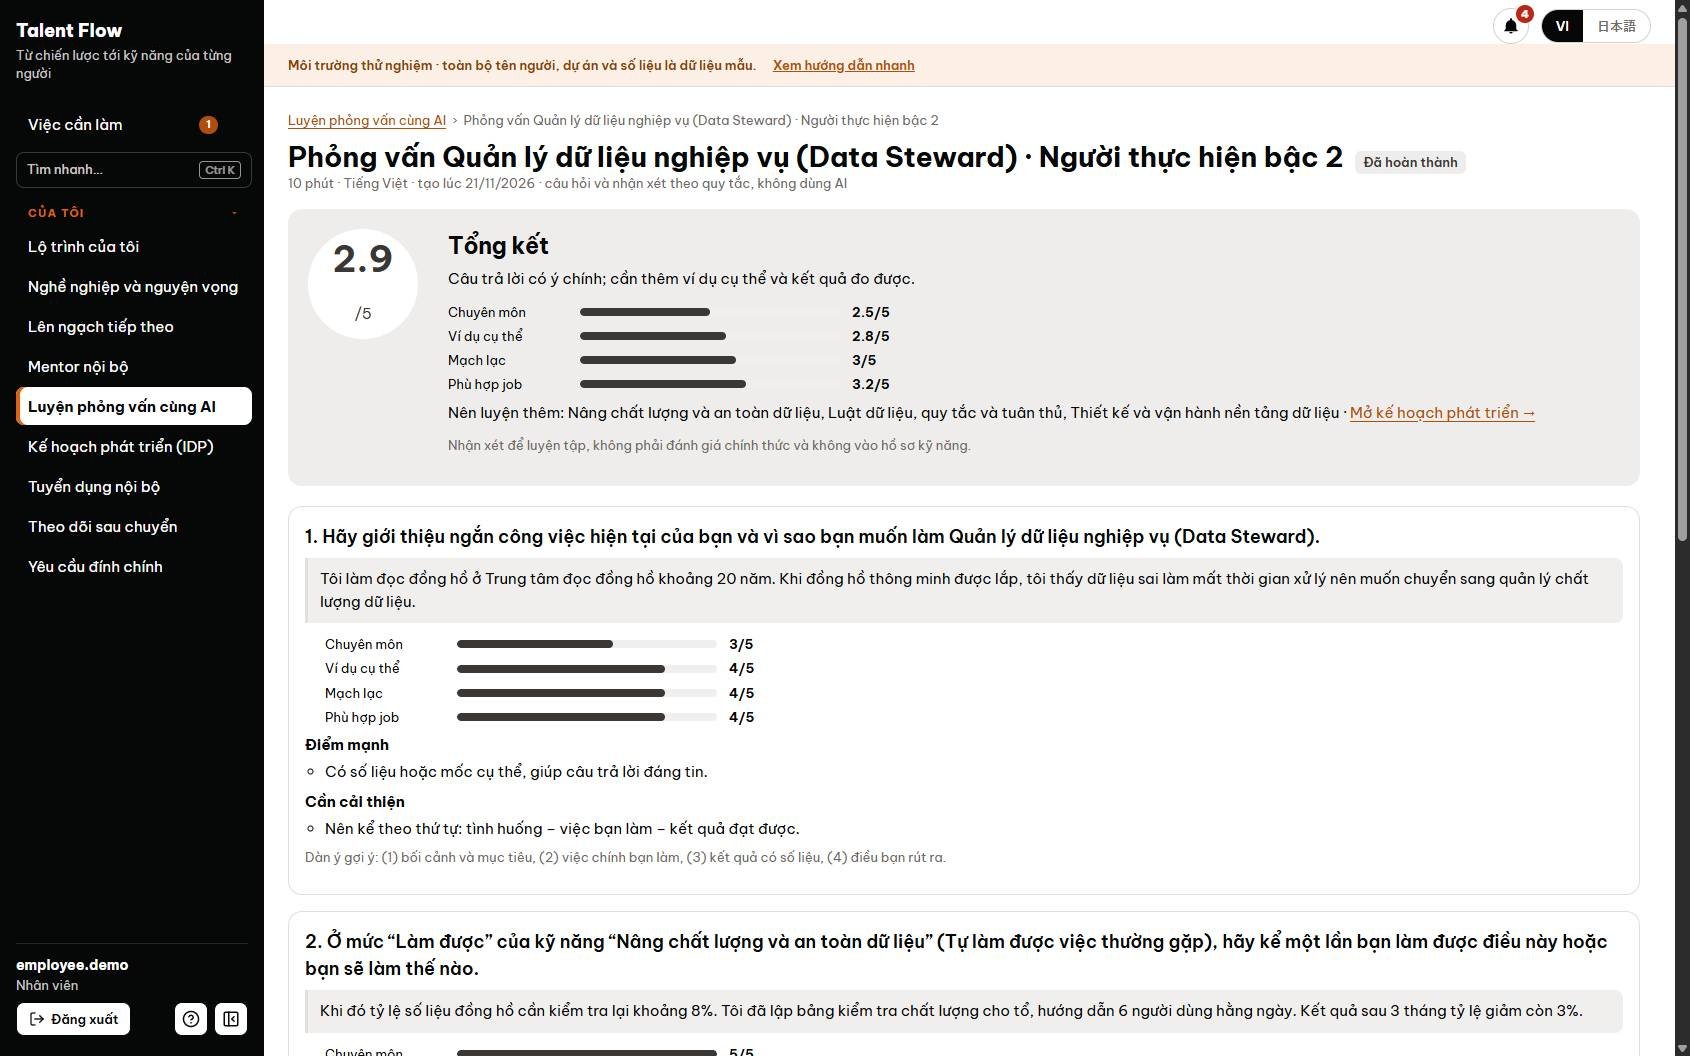 Talent Flow
Từ chiến lược tới kỹ năng của từng
người
Việc cần làm
1
Tìm nhanh...
Ctrl K
CỦA TÔI
Lộ trình của tôi
Nghề nghiệp và nguyện vọng
Lên ngạch tiếp theo
Mentor nội bộ
Luyện phỏng vấn cùng AI
Kế hoạch phát triển (IDP)
Tuyển dụng nội bộ
Theo dõi sau chuyển
Yêu cầu đính chính
employee.demo
Nhân viên
Đăng xuất
4
VI
日本語
Môi trường thử nghiệm · toàn bộ tên người, dự án và số liệu là dữ liệu mẫu. Xem hướng dẫn nhanh
Luyện phỏng vấn cùng AI › Phỏng vấn Quản lý dữ liệu nghiệp vụ (Data Steward) · Người thực hiện bậc 2
Phỏng vấn Quản lý dữ liệu nghiệp vụ (Data Steward) · Người thực hiện bậc 2 Đã hoàn thành
10 phút · Tiếng Việt · tạo lúc 21/11/2026 · câu hỏi và nhận xét theo quy tắc, không dùng AI
2.9
/5
Tổng kết
Câu trả lời có ý chính; cần thêm ví dụ cụ thể và kết quả đo được.
Chuyên môn 2.5/5
Ví dụ cụ thể 2.8/5
Mạch lạc 3/5
Phù hợp job 3.2/5
Nên luyện thêm: Nâng chất lượng và an toàn dữ liệu, Luật dữ liệu, quy tắc và tuân thủ, Thiết kế và vận hành nền tảng dữ liệu · Mở kế hoạch phát triển →
Nhận xét để luyện tập, không phải đánh giá chính thức và không vào hồ sơ kỹ năng.
1. Hãy giới thiệu ngắn công việc hiện tại của bạn và vì sao bạn muốn làm Quản lý dữ liệu nghiệp vụ (Data Steward).
Tôi làm đọc đồng hồ ở Trung tâm đọc đồng hồ khoảng 20 năm. Khi đồng hồ thông minh được lắp, tôi thấy dữ liệu sai làm mất thời gian xử lý nên muốn chuyển sang quản lý chất
lượng dữ liệu.
Chuyên môn 3/5
Ví dụ cụ thể 4/5
Mạch lạc 4/5
Phù hợp job 4/5
Điểm mạnh
Có số liệu hoặc mốc cụ thể, giúp câu trả lời đáng tin.
Cần cải thiện
Nên kể theo thứ tự: tình huống – việc bạn làm – kết quả đạt được.
Dàn ý gợi ý: (1) bối cảnh và mục tiêu, (2) việc chính bạn làm, (3) kết quả có số liệu, (4) điều bạn rút ra.
2. Ở mức “Làm được” của kỹ năng “Nâng chất lượng và an toàn dữ liệu” (Tự làm được việc thường gặp), hãy kể một lần bạn làm được điều này hoặc
bạn sẽ làm thế nào.
Khi đó tỷ lệ số liệu đồng hồ cần kiểm tra lại khoảng 8%. Tôi đã lập bảng kiểm tra chất lượng cho tổ, hướng dẫn 6 người dùng hằng ngày. Kết quả sau 3 tháng tỷ lệ giảm còn 3%.
Chuyên môn 5/5